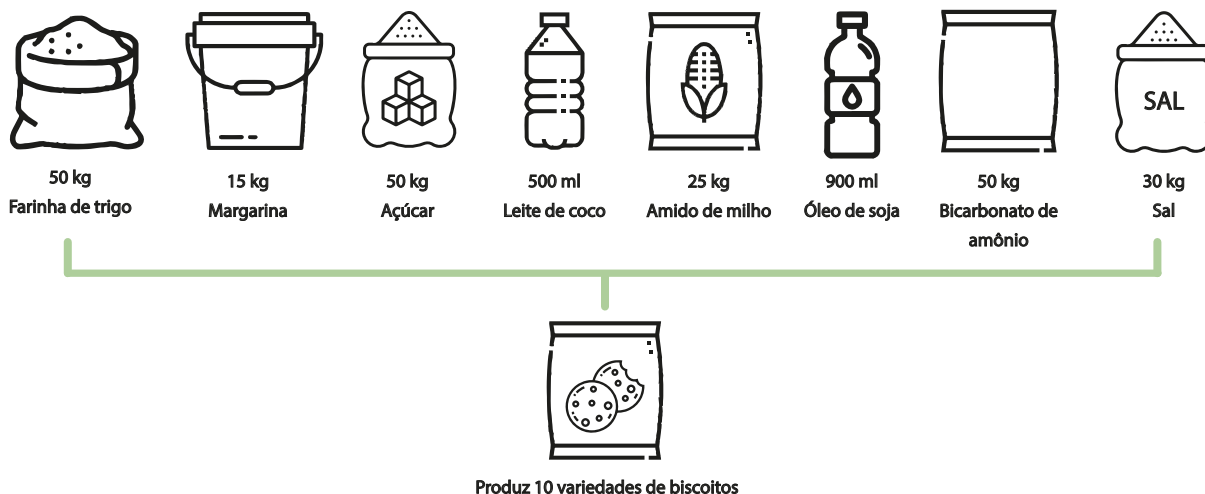 SAL
50 kg
Farinha de trigo
15 kg
Margarina
50 kg
Açúcar
500 ml
Leite de coco
25 kg
Amido de milho
900 ml
Óleo de soja
50 kg
Bicarbonato de
amônio
30 kg
Sal
Produz 10 variedades de biscoitos